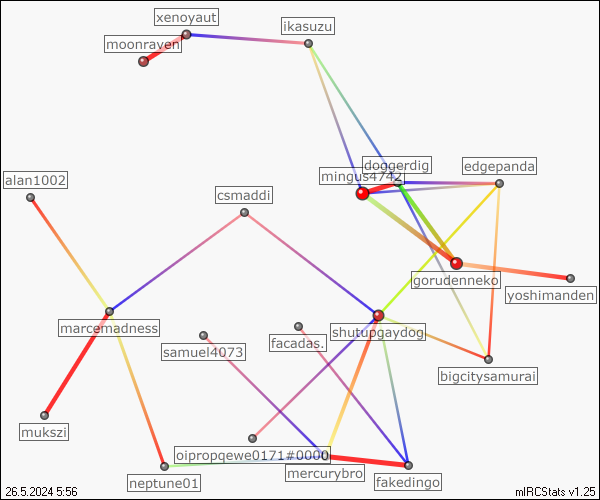 xenoyaut
ikasuzu
moonraven
doggerdig
edgepanda
mingus4742
alan1002
csmaddi
gorudenneko
yoshimanden
marcemadness
shutupgaydog
samuel4073
facadas.
bigcitysamurai
mukszi
oipropqewe0171#0000
mercurybro
neptune01
fakedingo
26.5.2024 5:56
mIRCStats v1.25